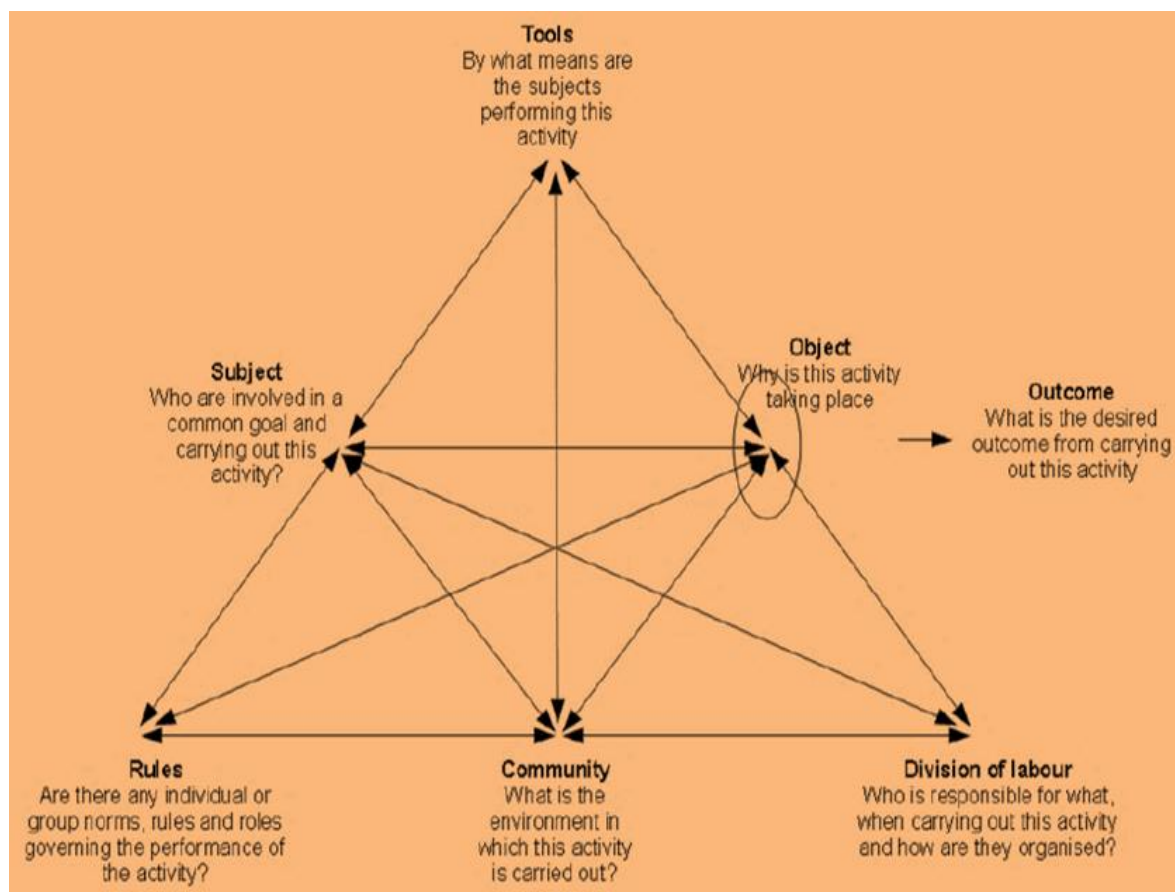 Tools
By what means are
the subjects
performing this
activity
Subject
Who are involved in a
common goal and
carrying out this
activity?
Object
Why is this activity
taking place
Outcome
What is the desired
outcome from carrying
out this activity
Rules
Are there any individual or
group norms, rules and roles
governing the performance of
the activity?
Community
What is the
environment in
which this activity
is carried out?
Division of labour
Who is responsible for what,
when carrying out this activity
and how are they organised?